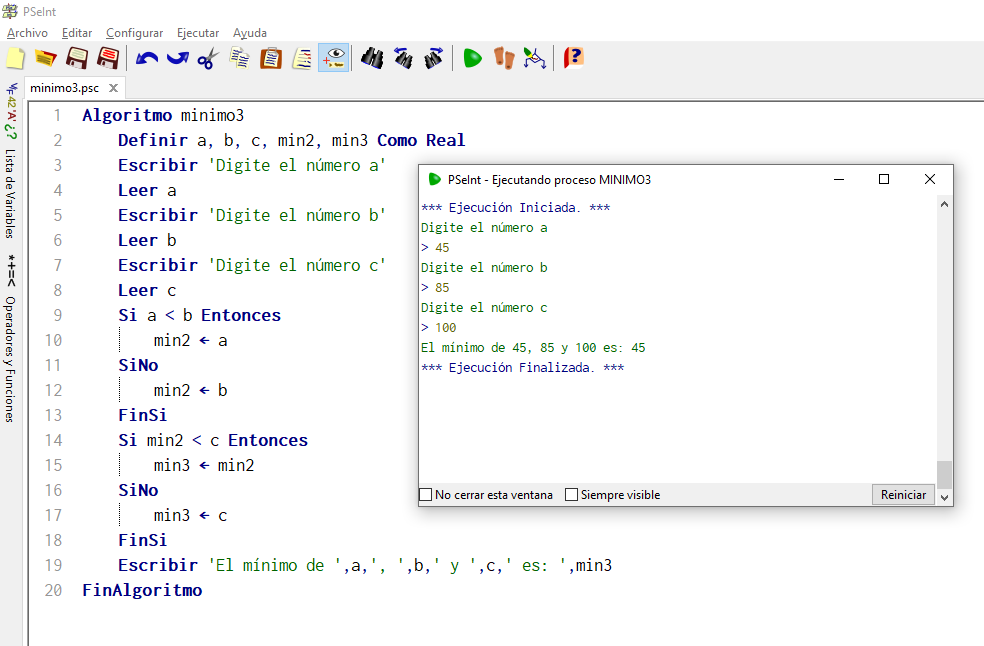 PSeInt
Archivo Editar Configurar Ejecutar Ayuda
minimo3.psc X
42 'A' ¿?
Lista de Variables
*+=<
Operadores y Funciones
1 Algoritmo minimo3
2 Definir a, b, c, min2, min3 Como Real
3 Escribir 'Digite el número a'
4 Leer a
5 Escribir 'Digite el número b'
6 Leer b
7 Escribir 'Digite el número c'
8 Leer c
9 Si a < b Entonces
10 min2 ← a
11 SiNo
12 min2 ← b
13 FinSi
14 Si min2 < c Entonces
15 min3 ← min2
16 SiNo
17 min3 ← c
18 FinSi
19 Escribir 'El mínimo de ',a,', ',b,' y ',c,' es: ',min3
20 FinAlgoritmo
PSeInt - Ejecutando proceso MINIMO3
*** Ejecución Iniciada. ***
Digite el número a
> 45
Digite el número b
> 85
Digite el número c
> 100
El mínimo de 45, 85 y 100 es: 45
*** Ejecución Finalizada. ***
No cerrar esta ventana Siempre visible Reiniciar